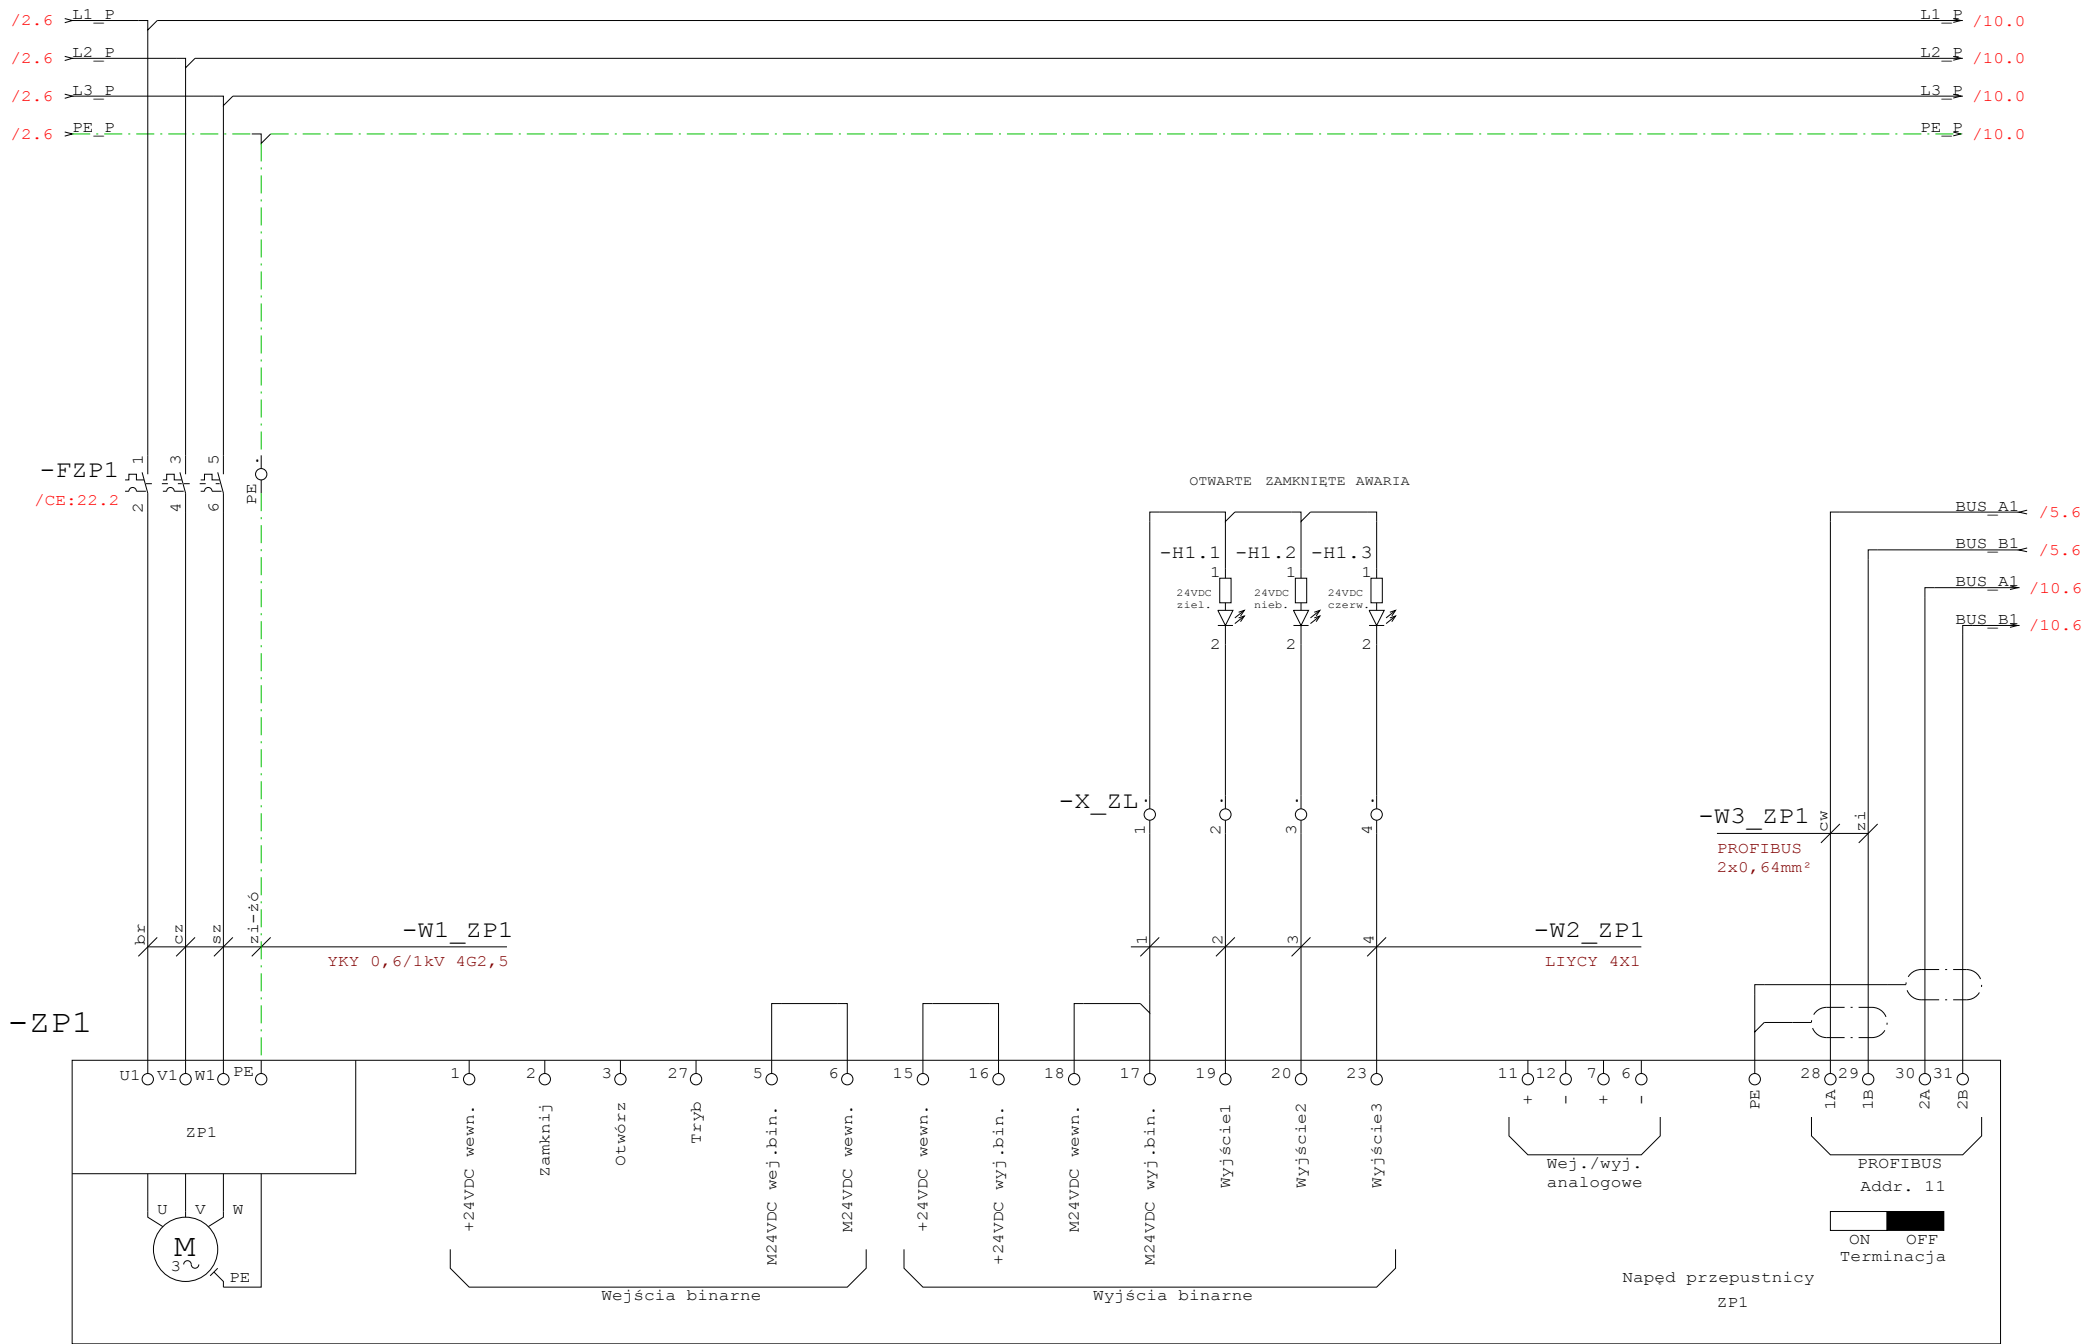 /2.6 L1_P L1_P /10.0
/2.6 L2_P L2_P /10.0
/2.6 L3_P L3_P /10.0
/2.6 PE_P PE_P /10.0
-FZP1 1 3 5 .
/CE:22.2 2 4 6 PE
OTWARTE ZAMKNIĘTE AWARIA
BUS_A1 /5.6
BUS_B1 /5.6
BUS_A1 /10.6
BUS_B1 /10.6
-H1.1 -H1.2 -H1.3
1 1 1
24VDC 24VDC 24VDC
ziel. nieb. czerw.
2 2 2
-X_ZL . . . .
1 2 3 4
-W3_ZP1 cw zi
PROFIBUS
2x0,64mm²
br cz sz zi-żó
-W1_ZP1
YKY 0,6/1kV 4G2,5
1 2 3 4
-W2_ZP1
LIYCY 4X1
-ZP1
U1 V1 W1 PE 1 2 3 27 5 6 15 16 18 17 19 20 23 11 12 7 6 28 29 30 31
+24VDC wewn.
Zamknij
Otwórz
Tryb
M24VDC wej.bin.
M24VDC wewn.
+24VDC wewn.
+24VDC wyj.bin.
M24VDC wewn.
M24VDC wyj.bin.
Wyjście1
Wyjście2
Wyjście3
+ - + -
PE 1A 1B 2A 2B
ZP1
Wej./wyj.
analogowe
PROFIBUS
Addr. 11
U V W
M
3
PE
ON OFF
Terminacja
Wejścia binarne
Wyjścia binarne
Napęd przepustnicy
ZP1